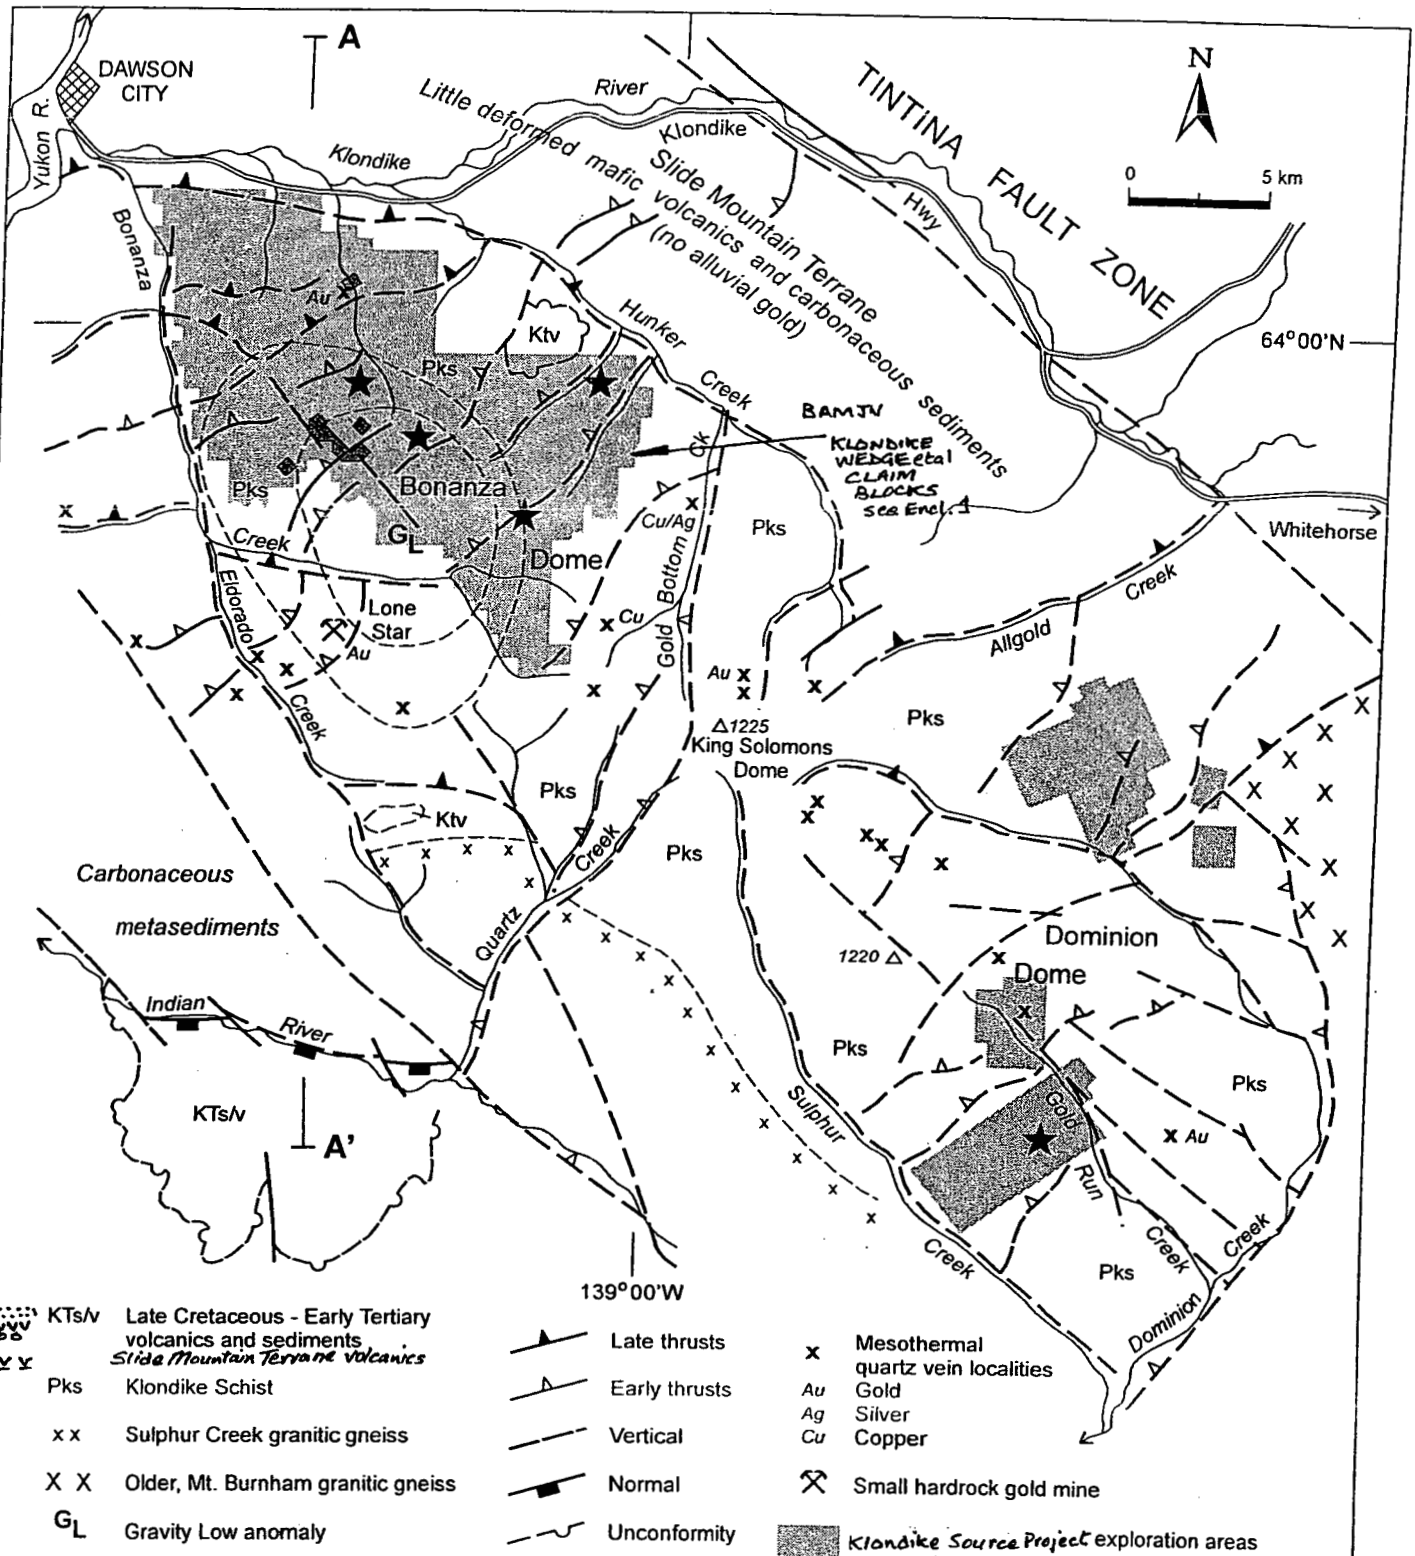 A
DAWSON
CITY
Yukon R.
River
Klondike
Klondike
Hwy
N
TINTINA FAULT ZONE
0 5 km
Little deformed mafic volcanics and carbonaceous sediments
Slide Mountain Terrane
(no alluvial gold)
Bonanza
Au
Ktv
Hunker
64°00'N
Pks
Creek
BAMJV
KLONDIKE
WEDGE etal
CLAIM
BLOCKS
see Encl. 1
Pks
Bonanza
x
Cu/Ag
Ck
Pks
Whitehorse
Creek
GL
Dome
Gold Bottom
Creek
Eldorado
Lone
Star
Cu
Allgold
Au
Au
Creek
△1225
Pks
King Solomons
Dome
Pks
Ktv
Creek
Pks
Carbonaceous
metasediments
Quartz
Dominion
1220 △
Dome
Indian
River
Pks
Pks
KTs/v
Sulphur
Gold
Au
A'
Run
Creek
Creek
Creek
Pks
Dominion
139°00'W
KTs/v Late Cretaceous - Early Tertiary
volcanics and sediments
Slide Mountain Terrane volcanics
Pks Klondike Schist
x x Sulphur Creek granitic gneiss
X X Older, Mt. Burnham granitic gneiss
GL Gravity Low anomaly
Late thrusts
Early thrusts
Vertical
Normal
Unconformity
x Mesothermal
quartz vein localities
Au Gold
Ag Silver
Cu Copper
Small hardrock gold mine
Klondike Source Project exploration areas